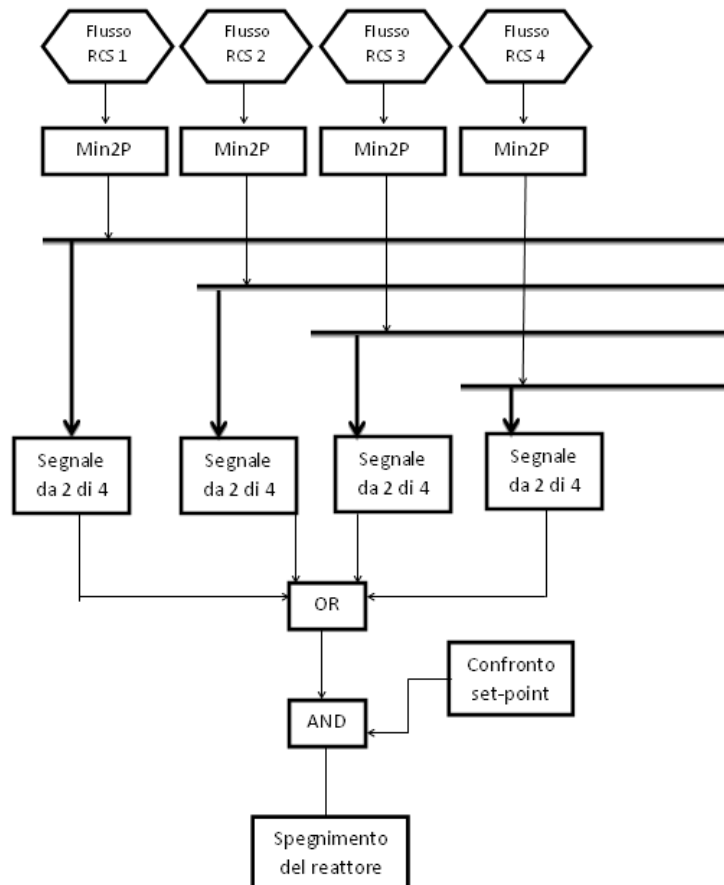 Flusso
RCS 1
Flusso
RCS 2
Flusso
RCS 3
Flusso
RCS 4
Min2P
Min2P
Min2P
Min2P
Segnale
da 2 di 4
Segnale
da 2 di 4
Segnale
da 2 di 4
Segnale
da 2 di 4
OR
Confronto
set-point
AND
Spegnimento
del reattore